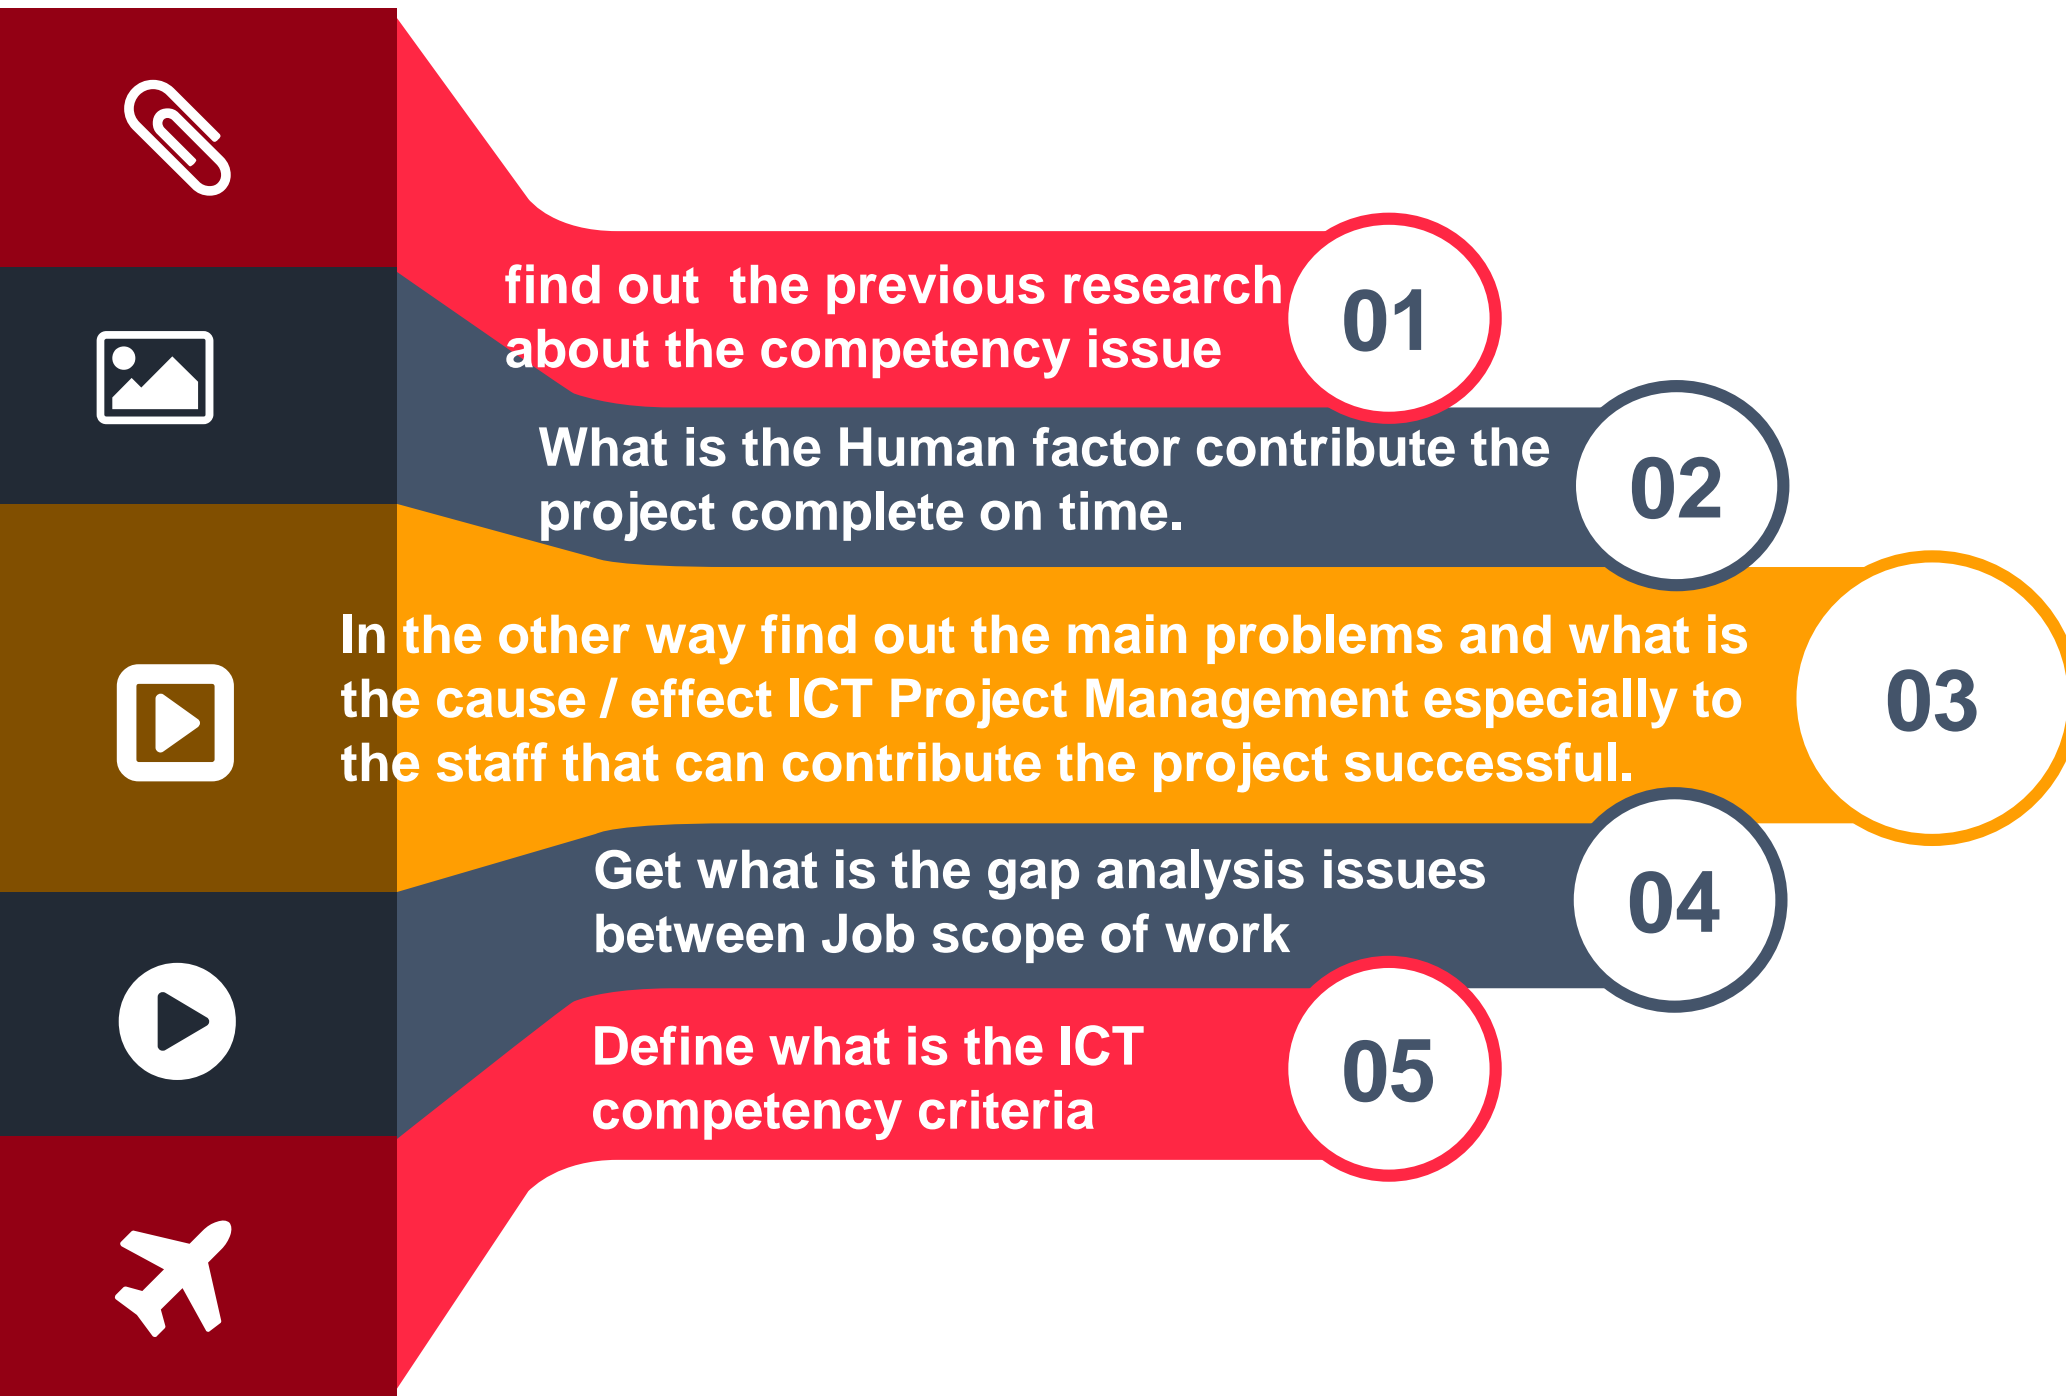 find out  the previous research
about the competency issue
01
What is the Human factor contribute the
project complete on time.
02
In the other way find out the main problems and what is
the cause / effect ICT Project Management especially to
the staff that can contribute the project successful.
03
Get what is the gap analysis issues
between Job scope of work
04
Define what is the ICT
competency criteria
05